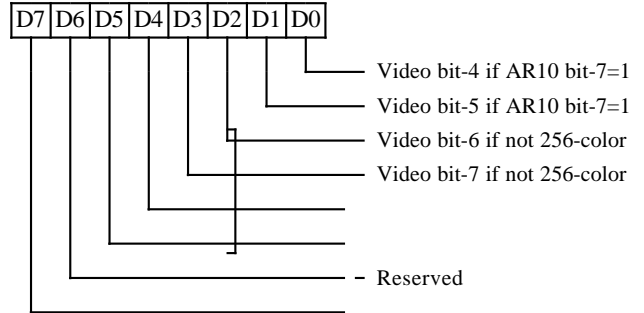 D7 D6 D5 D4 D3 D2 D1 D0
Video bit-4 if AR10 bit-7=1
Video bit-5 if AR10 bit-7=1
Video bit-6 if not 256-color
Video bit-7 if not 256-color
Reserved